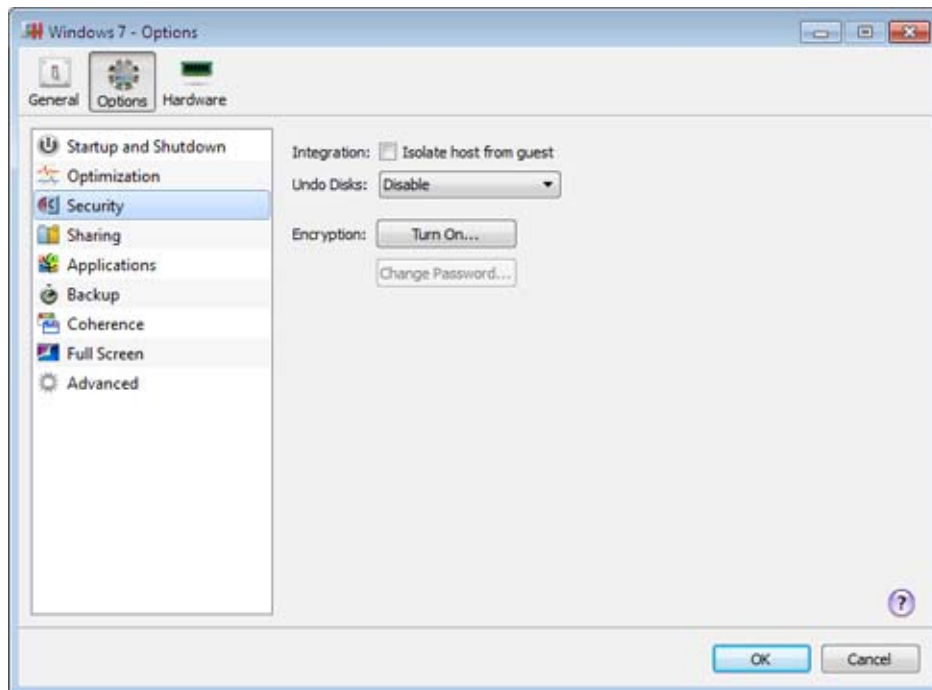 Windows 7 - Options
General Options Hardware
Startup and Shutdown
Optimization
Security
Sharing
Applications
Backup
Coherence
Full Screen
Advanced
Integration: Isolate host from guest
Undo Disks: Disable
Encryption: Turn On...
Change Password...
?
OK Cancel